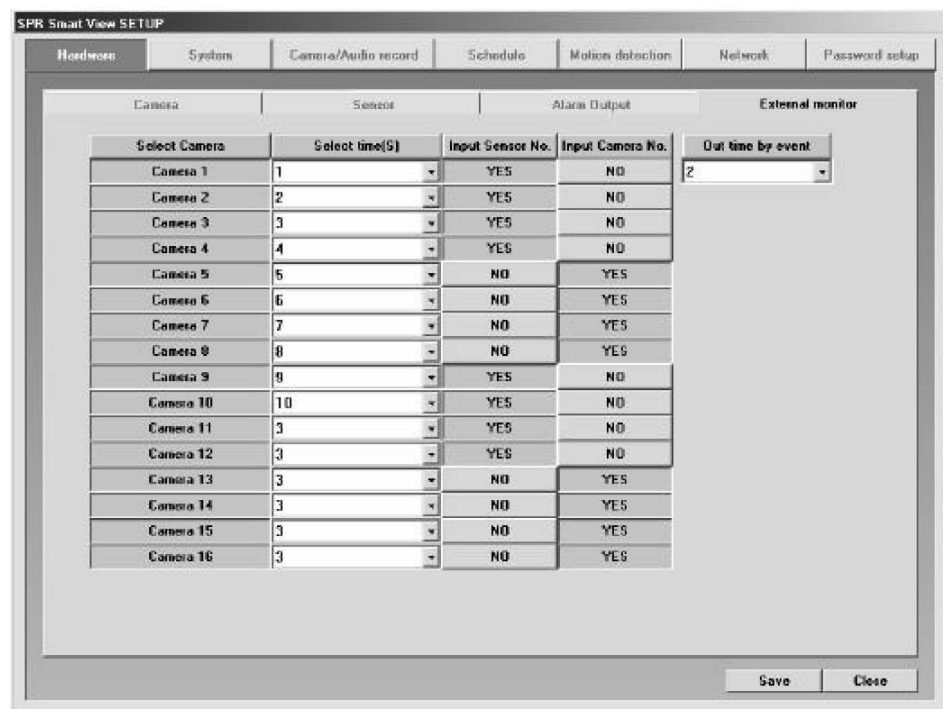 SPR Smart View SETUP
Hardware System Camera/Audio record Schedule Motion detection Network Password setup
Camera Sensor Alarm Output External monitor
Select Camera Select time(S) Input Sensor No. Input Camera No. Out time by event
Camera 1 1 YES NO 2
Camera 2 2 YES NO
Camera 3 3 YES NO
Camera 4 4 YES NO
Camera 5 5 NO YES
Camera 6 6 NO YES
Camera 7 7 NO YES
Camera 8 8 NO YES
Camera 9 9 YES NO
Camera 10 10 YES NO
Camera 11 3 YES NO
Camera 12 3 YES NO
Camera 13 3 NO YES
Camera 14 3 NO YES
Camera 15 3 NO YES
Camera 16 3 NO YES
Save Close